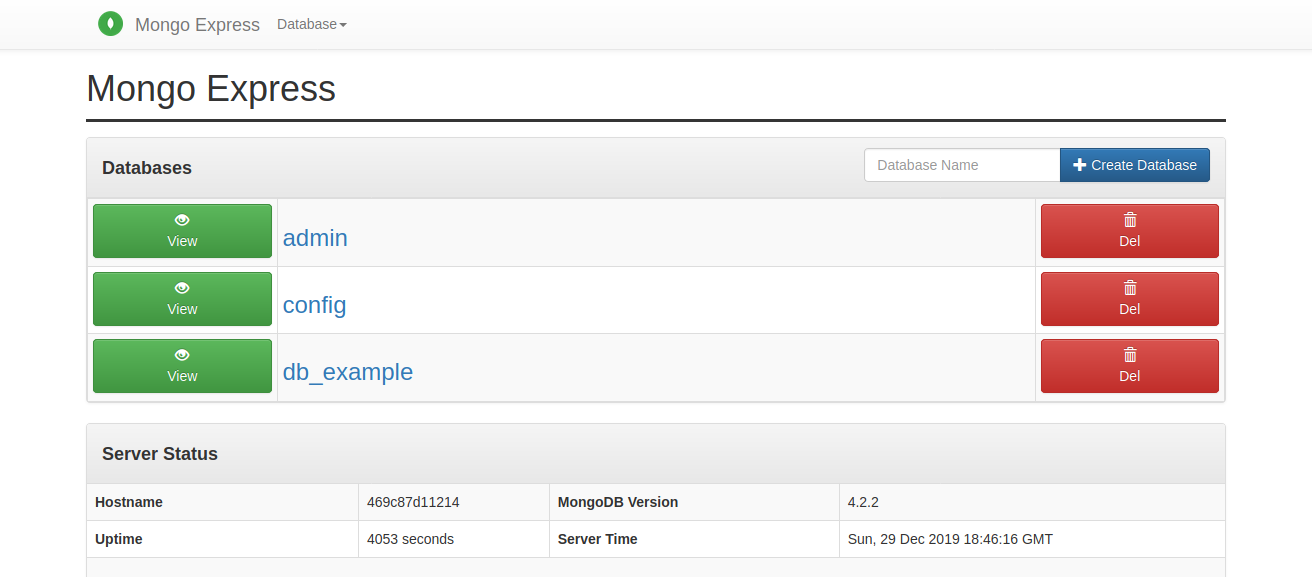 Mongo Express Database
Mongo Express
Databases Database Name Create Database
View admin Del
View config Del
View db_example Del
Server Status
Hostname 469c87d11214 MongoDB Version 4.2.2
Uptime 4053 seconds Server Time Sun, 29 Dec 2019 18:46:16 GMT